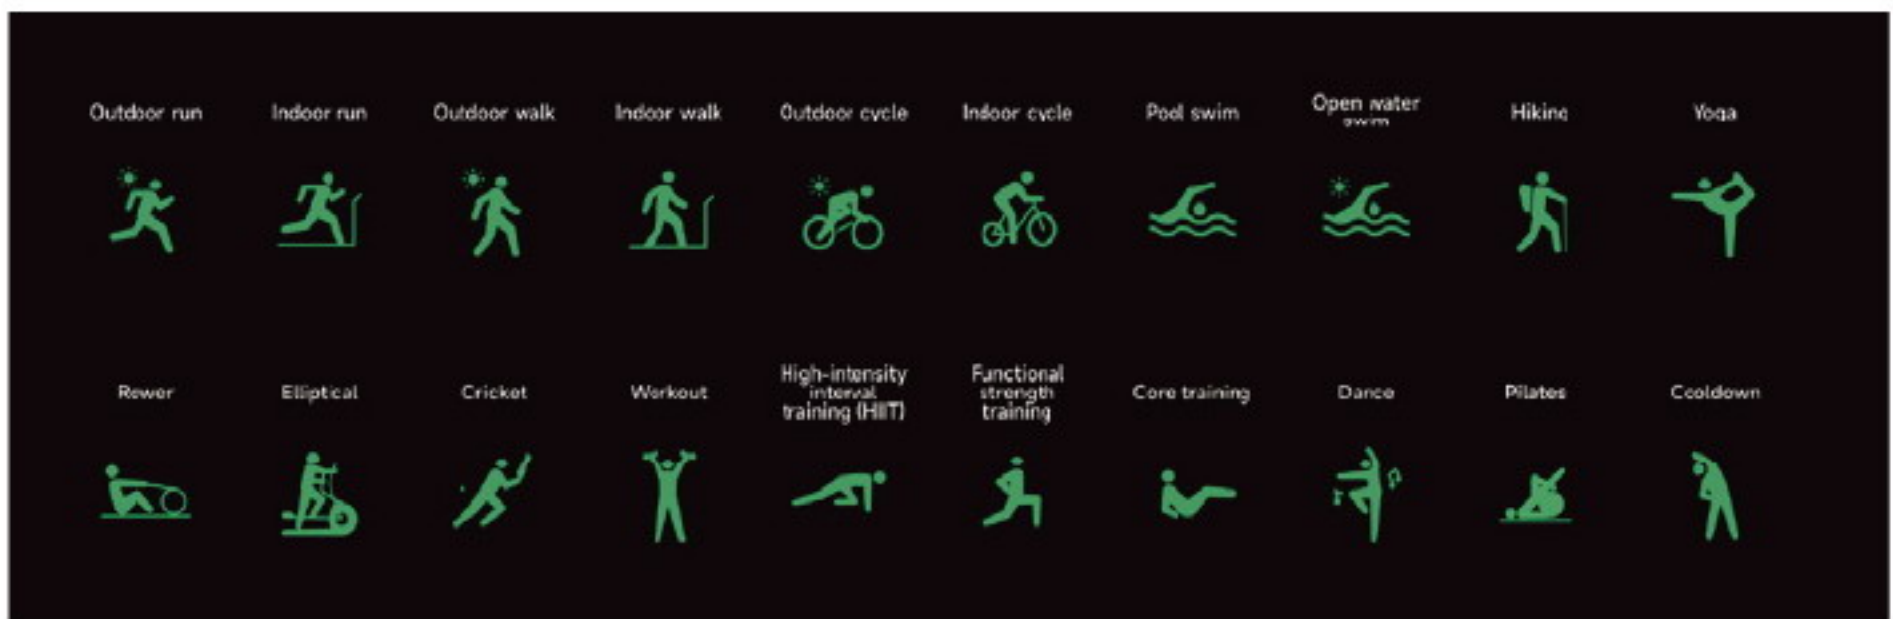 Outdoor run
Indoor run
Outdoor walk
Indoor walk
Outdoor cycle
Indoor cycle
Pool swim
Open water
swim
Hiking
Yoga
Rower
Elliptical
Cricket
Workout
High-intensity
interval
training (HIIT)
Functional
strength
training
Core training
Dance
Pilates
Cooldown